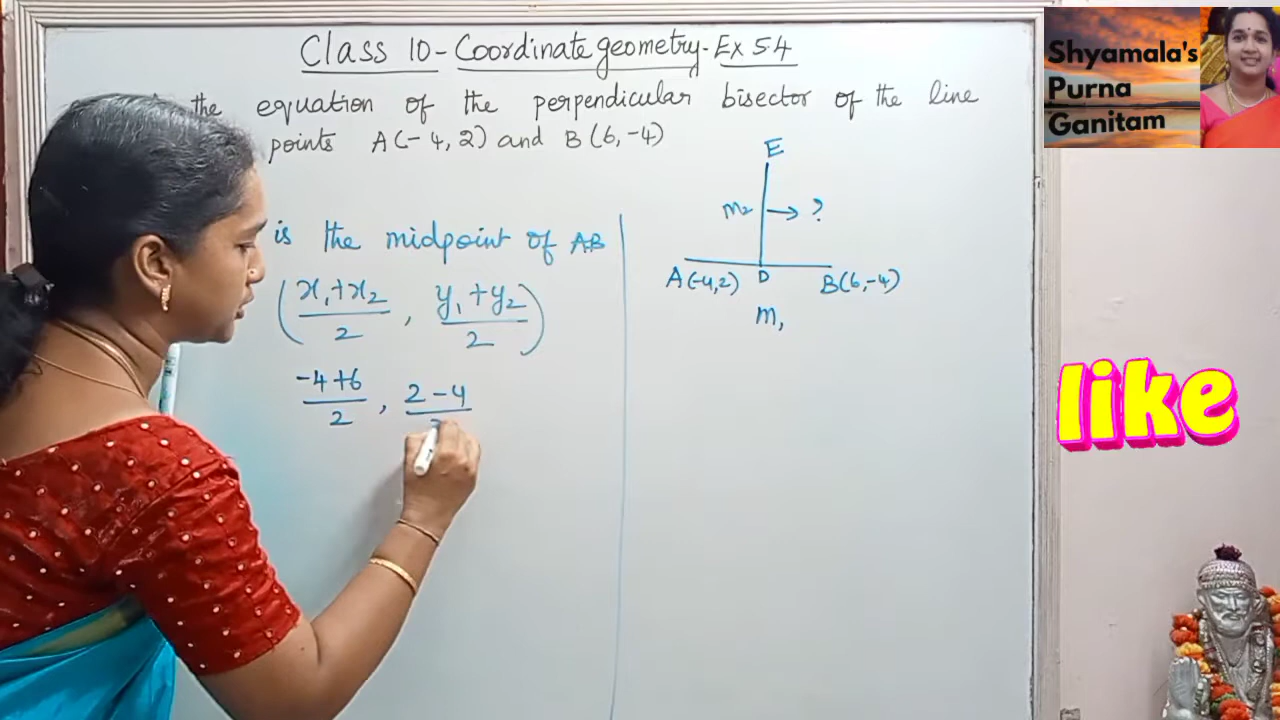 Class 10-Coordinate geometry-Ex 5.4
the equation of the perpendicular bisector of the line
points A(-4,2) and B(6,-4)
is the midpoint of AB
(x₁+x₂/2, y₁+y₂/2)
-4+6/2, 2-4/2
E
m₂ → ?
A(-4,2) D B(6,-4)
m₁
Shyamala's
Purna
Ganitam
like